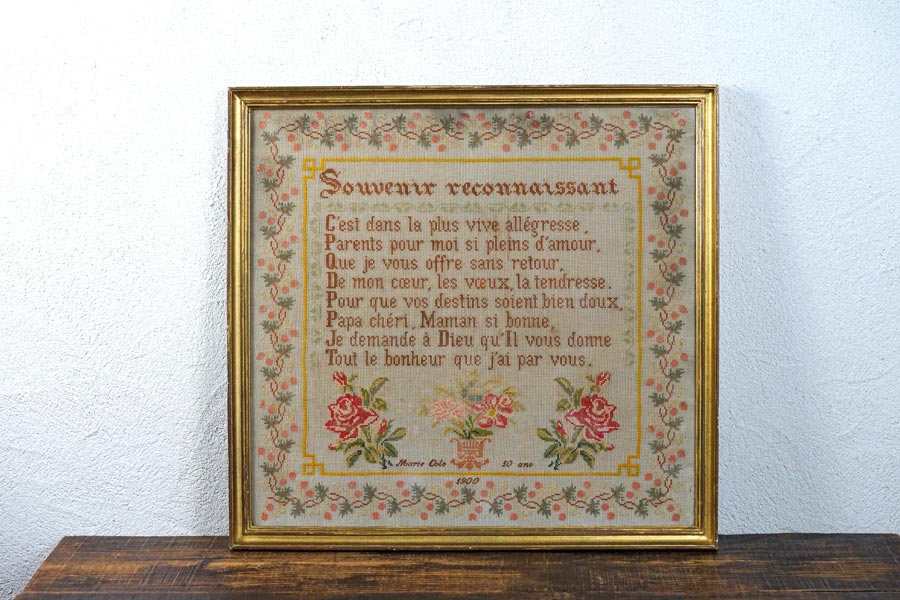 Souvenir reconnaissant
C'est dans la plus vive allégresse,
Parents pour moi si pleins d'amour,
Que je vous offre sans retour,
De mon cœur, les vœux, la tendresse.
Pour que vos destins soient bien doux,
Papa chéri, Maman si bonne,
Je demande à Dieu qu'Il vous donne
Tout le bonheur que j'ai par vous.
Marie Colo 10 ans
1900